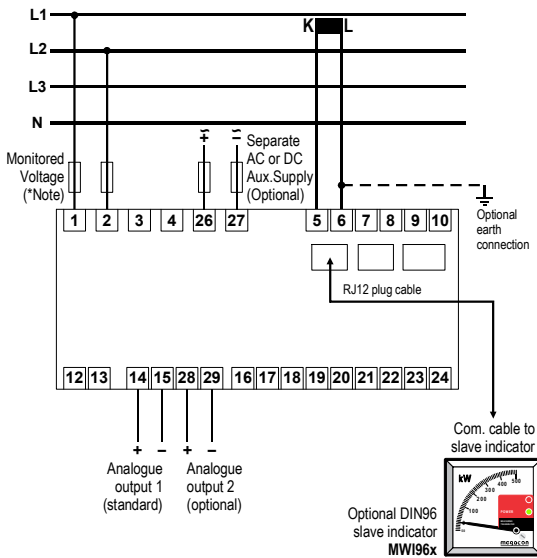 L1
K L
L2
L3
N
Monitored
Voltage
(*Note)
+
−
Separate
AC or DC
Aux.Supply
(Optional)
1 2 3 4 26 27 5 6 7 8 9 10
Optional
earth
connection
RJ12 plug cable
12 13 14 15 28 29 16 17 18 19 20 21 22 23 24
+ − + −
Analogue
output 1
(standard)
Analogue
output 2
(optional)
Com. cable to
slave indicator
kW
100 200 300 400 500
POWER
megacon
Optional DIN96
slave indicator
MWI96x